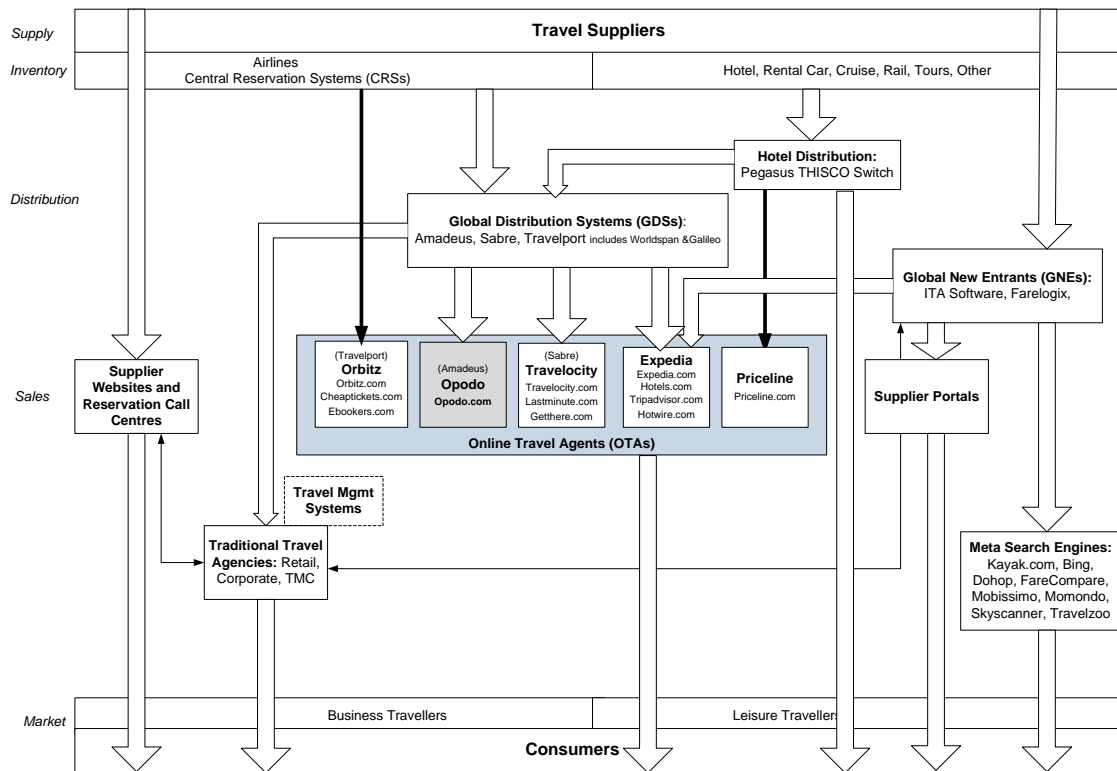 Supply
Travel Suppliers
Inventory
Airlines
Central Reservation Systems (CRSs)
Hotel, Rental Car, Cruise, Rail, Tours, Other
Distribution
Hotel Distribution:
Pegasus THISCO Switch
Global Distribution Systems (GDSs):
Amadeus, Sabre, Travelport includes Worldspan &Galileo
Global New Entrants (GNEs):
ITA Software, Farelogix,
Sales
Supplier
Websites and
Reservation Call
Centres
(Travelport)
Orbitz
Orbitz.com
Cheaptickets.com
Ebookers.com
(Amadeus)
Opodo
Opodo.com
(Sabre)
Travelocity
Travelocity.com
Lastminute.com
Getthere.com
Expedia
Expedia.com
Hotels.com
Tripadvisor.com
Hotwire.com
Priceline
Priceline.com
Online Travel Agents (OTAs)
Supplier Portals
Travel Mgmt
Systems
Traditional Travel
Agencies: Retail,
Corporate, TMC
Meta Search Engines:
Kayak.com, Bing,
Dohop, FareCompare,
Mobissimo, Momondo,
Skyscanner, Travelzoo
Market
Business Travellers
Leisure Travellers
Consumers